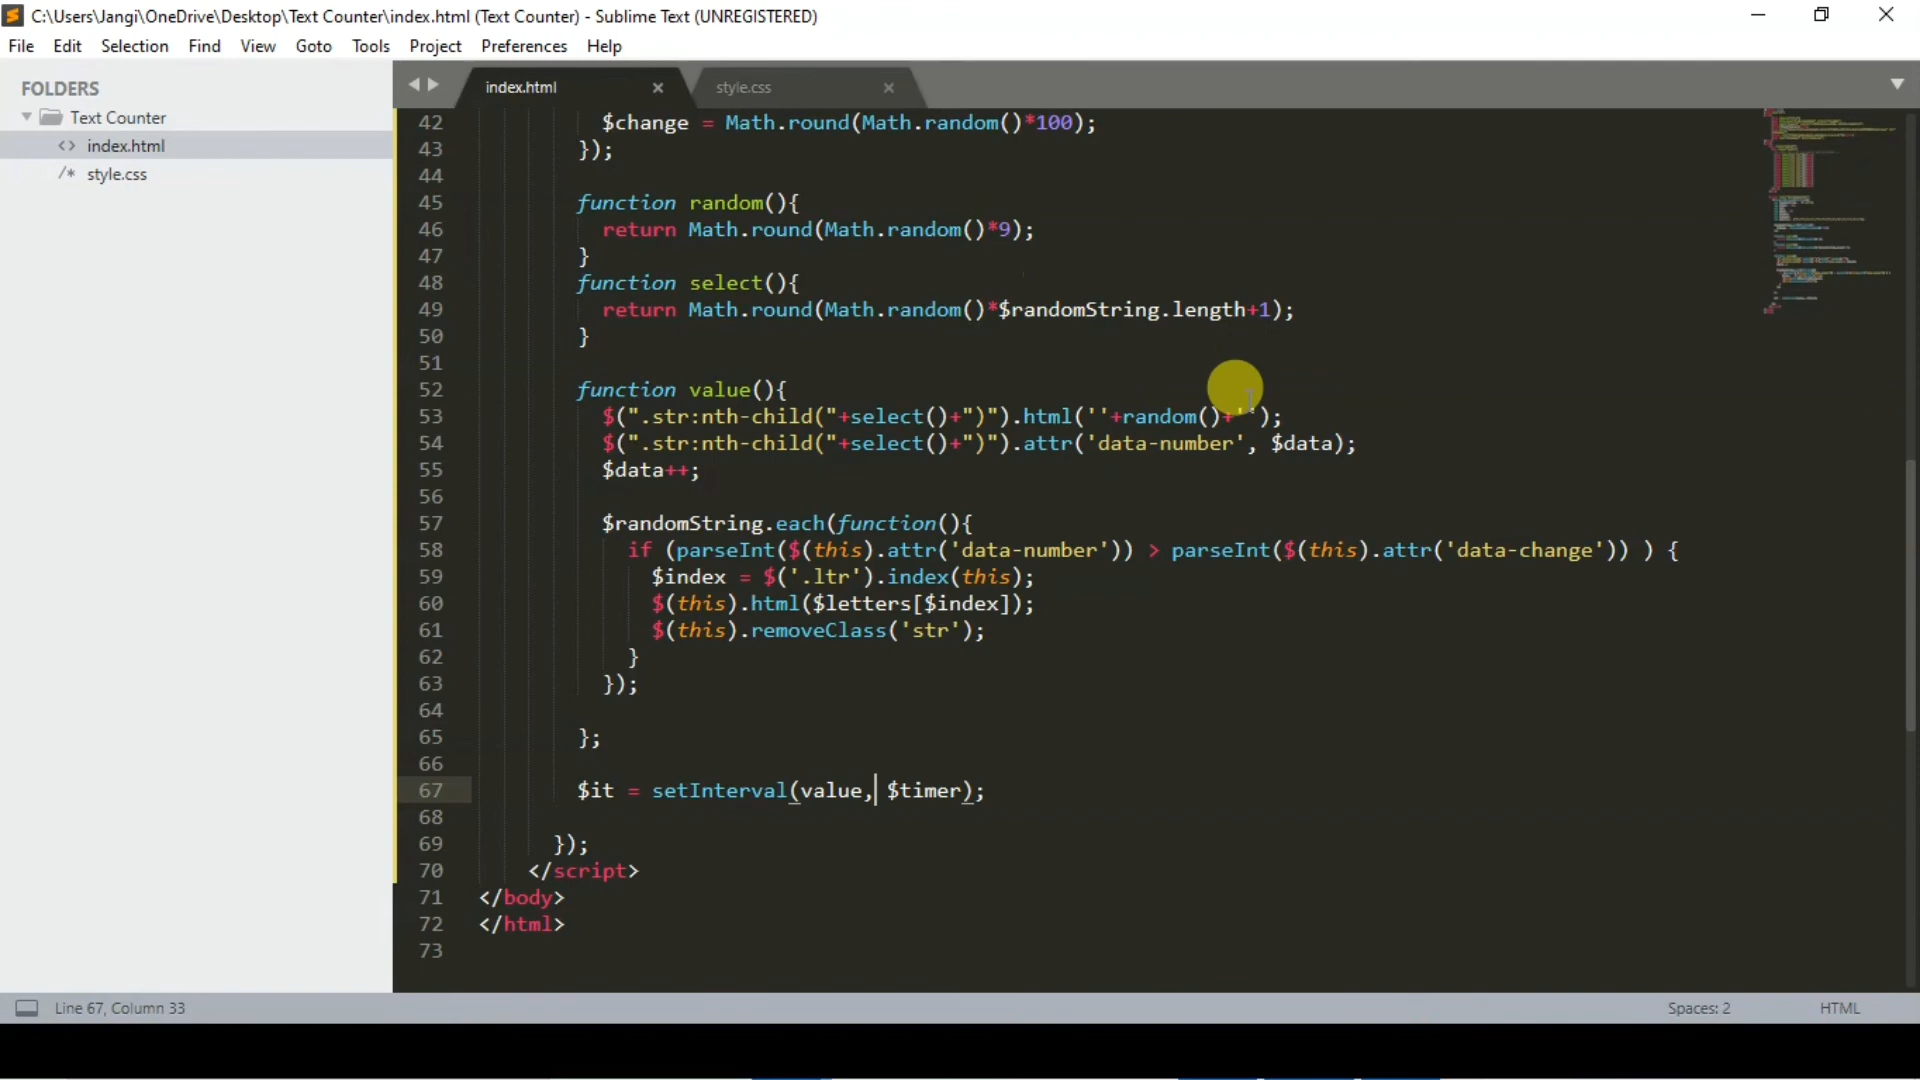 C:\Users\Jangi\OneDrive\Desktop\Text Counter\index.html (Text Counter) - Sublime Text (UNREGISTERED)
File Edit Selection Find View Goto Tools Project Preferences Help
FOLDERS
Text Counter
<> index.html
/* style.css
index.html × style.css ×
42 $change = Math.round(Math.random()*100);
43 });
44
45 function random(){
46 return Math.round(Math.random()*9);
47 }
48 function select(){
49 return Math.round(Math.random()*$randomString.length+1);
50 }
51
52 function value(){
53 $(".str:nth-child("+select()+")").html(''+random()+'');
54 $(".str:nth-child("+select()+")").attr('data-number', $data);
55 $data++;
56
57 $randomString.each(function(){
58 if (parseInt($(this).attr('data-number')) > parseInt($(this).attr('data-change')) ) {
59 $index = $('.ltr').index(this);
60 $(this).html($letters[$index]);
61 $(this).removeClass('str');
62 }
63 });
64
65 };
66
67 $it = setInterval(value, $timer);
68
69 });
70 </script>
71 </body>
72 </html>
73
Line 67, Column 33
Spaces: 2
HTML